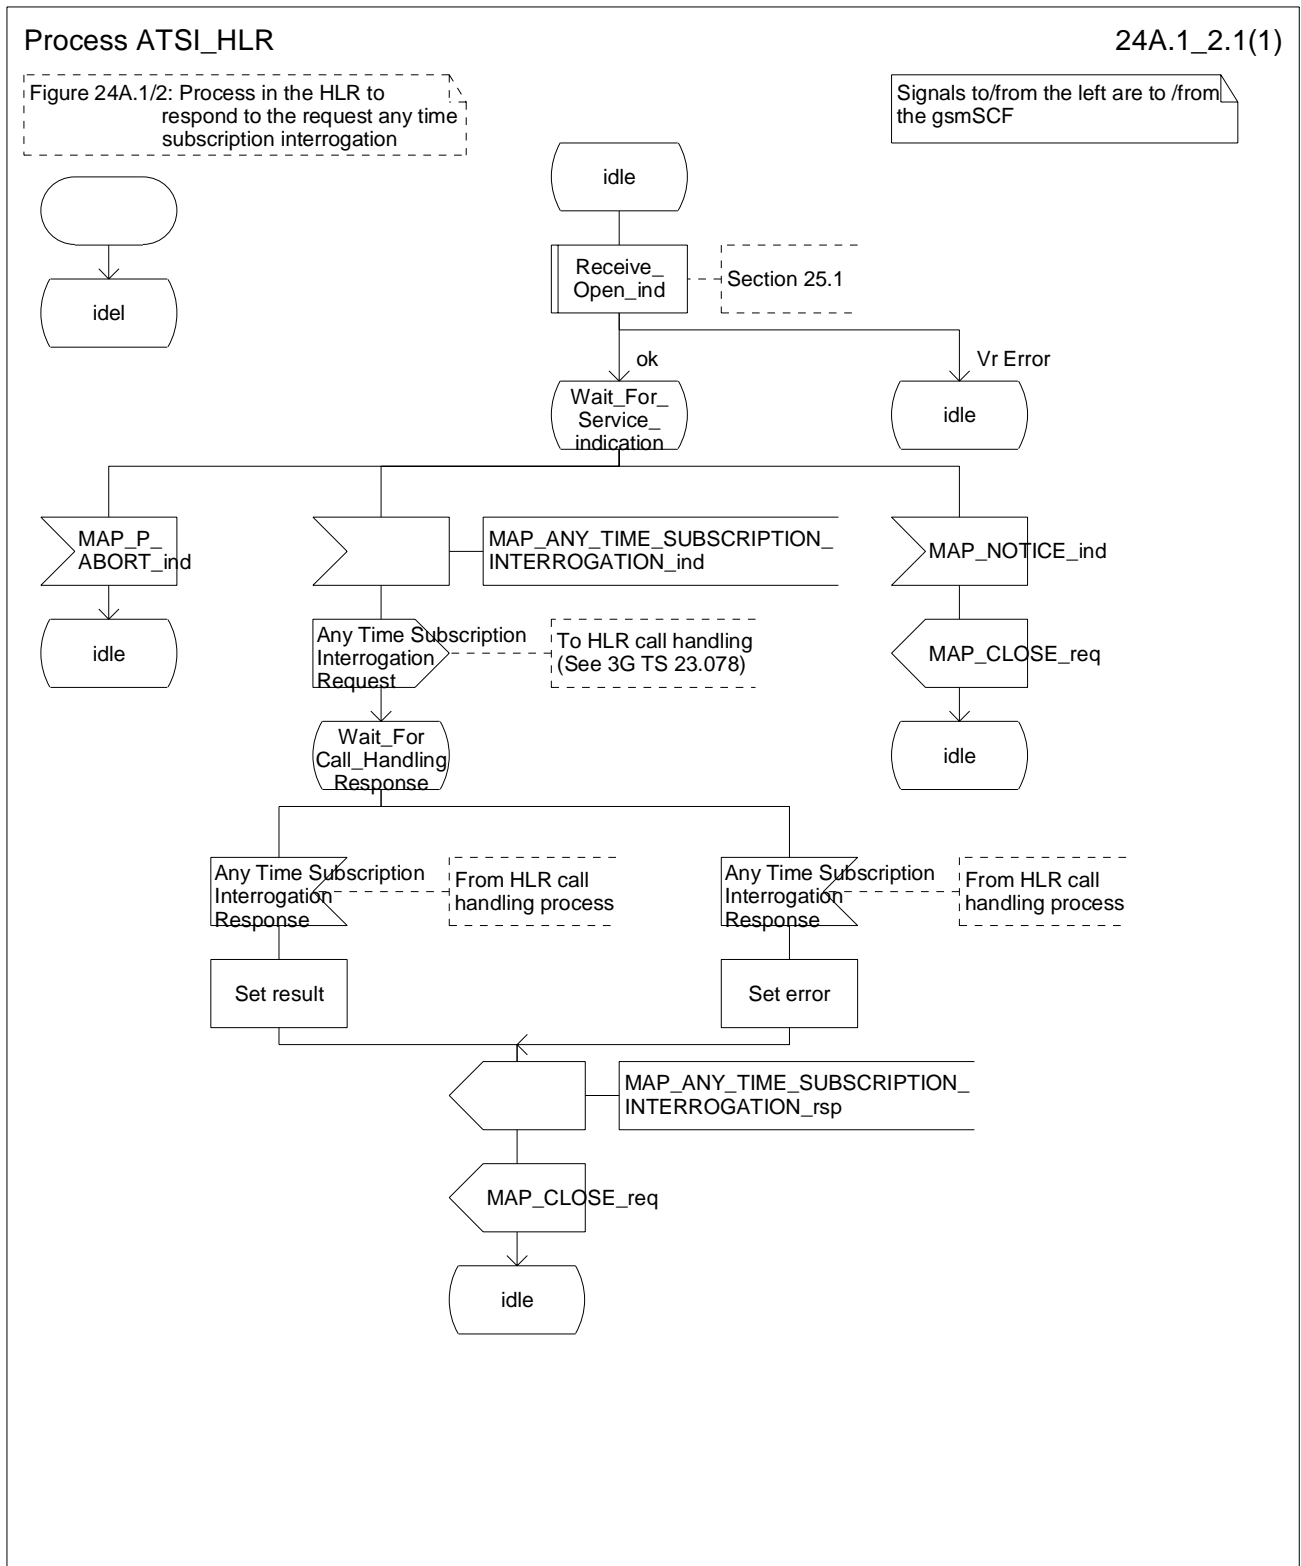 Process ATSI_HLR
24A.1_2.1(1)
Figure 24A.1/2: Process in the HLR to
respond to the request any time
subscription interrogation
Signals to/from the left are to /from
the gsmSCF
idle
idel
Receive_
Open_ind
Section 25.1
ok
Vr Error
Wait_For_
Service_
indication
idle
MAP_P_
ABORT_ind
MAP_ANY_TIME_SUBSCRIPTION_
INTERROGATION_ind
MAP_NOTICE_ind
idle
Any Time Subscription
Interrogation
Request
To HLR call handling
(See 3G TS 23.078)
MAP_CLOSE_req
Wait_For
Call_Handling
Response
idle
Any Time Subscription
Interrogation
Response
From HLR call
handling process
Any Time Subscription
Interrogation
Response
From HLR call
handling process
Set result
Set error
MAP_ANY_TIME_SUBSCRIPTION_
INTERROGATION_rsp
MAP_CLOSE_req
idle